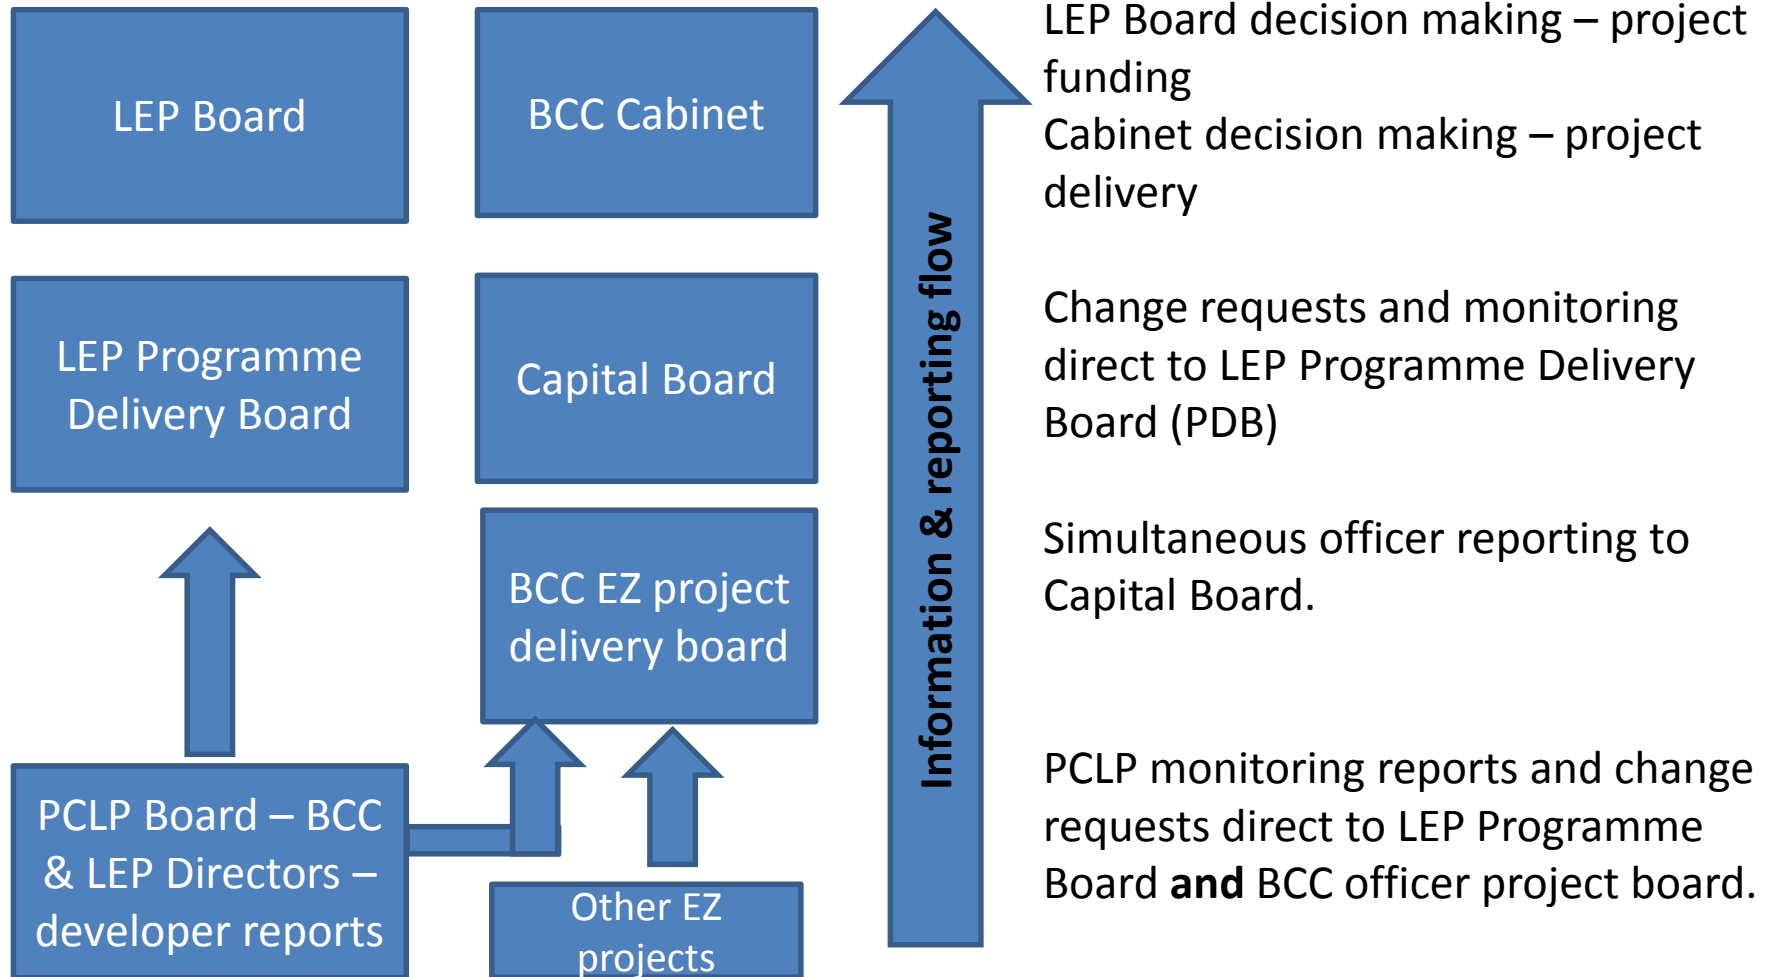 LEP Board
BCC Cabinet
LEP Programme
Delivery Board
Capital Board
BCC EZ project
delivery board
PCLP Board – BCC
& LEP Directors –
developer reports
Other EZ
projects
Information & reporting flow
LEP Board decision making – project
funding
Cabinet decision making – project
delivery
Change requests and monitoring
direct to LEP Programme Delivery
Board (PDB)
Simultaneous officer reporting to
Capital Board.
PCLP monitoring reports and change
requests direct to LEP Programme
Board and BCC officer project board.